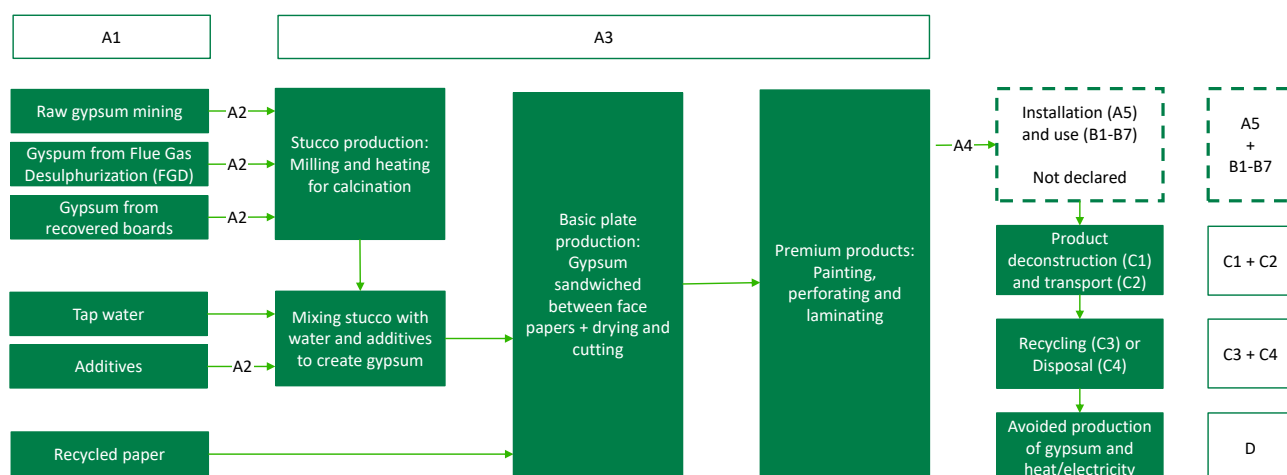 A1
A3
Raw gypsum mining
A2
Gyspum from Flue Gas
Desulphurization (FGD)
A2
Gypsum from
recovered boards
A2
Stucco production:
Milling and heating
for calcination
Tap water
Additives
A2
Mixing stucco with
water and additives
to create gypsum
Recycled paper
Basic plate
production:
Gypsum
sandwiched
between face
papers + drying and
cutting
Premium products:
Painting,
perforating and
laminating
A4
Installation (A5)
and use (B1-B7)
Not declared
A5
+
B1-B7
Product
deconstruction (C1)
and transport (C2)
C1 + C2
Recycling (C3) or
Disposal (C4)
C3 + C4
Avoided production
of gypsum and
heat/electricity
D